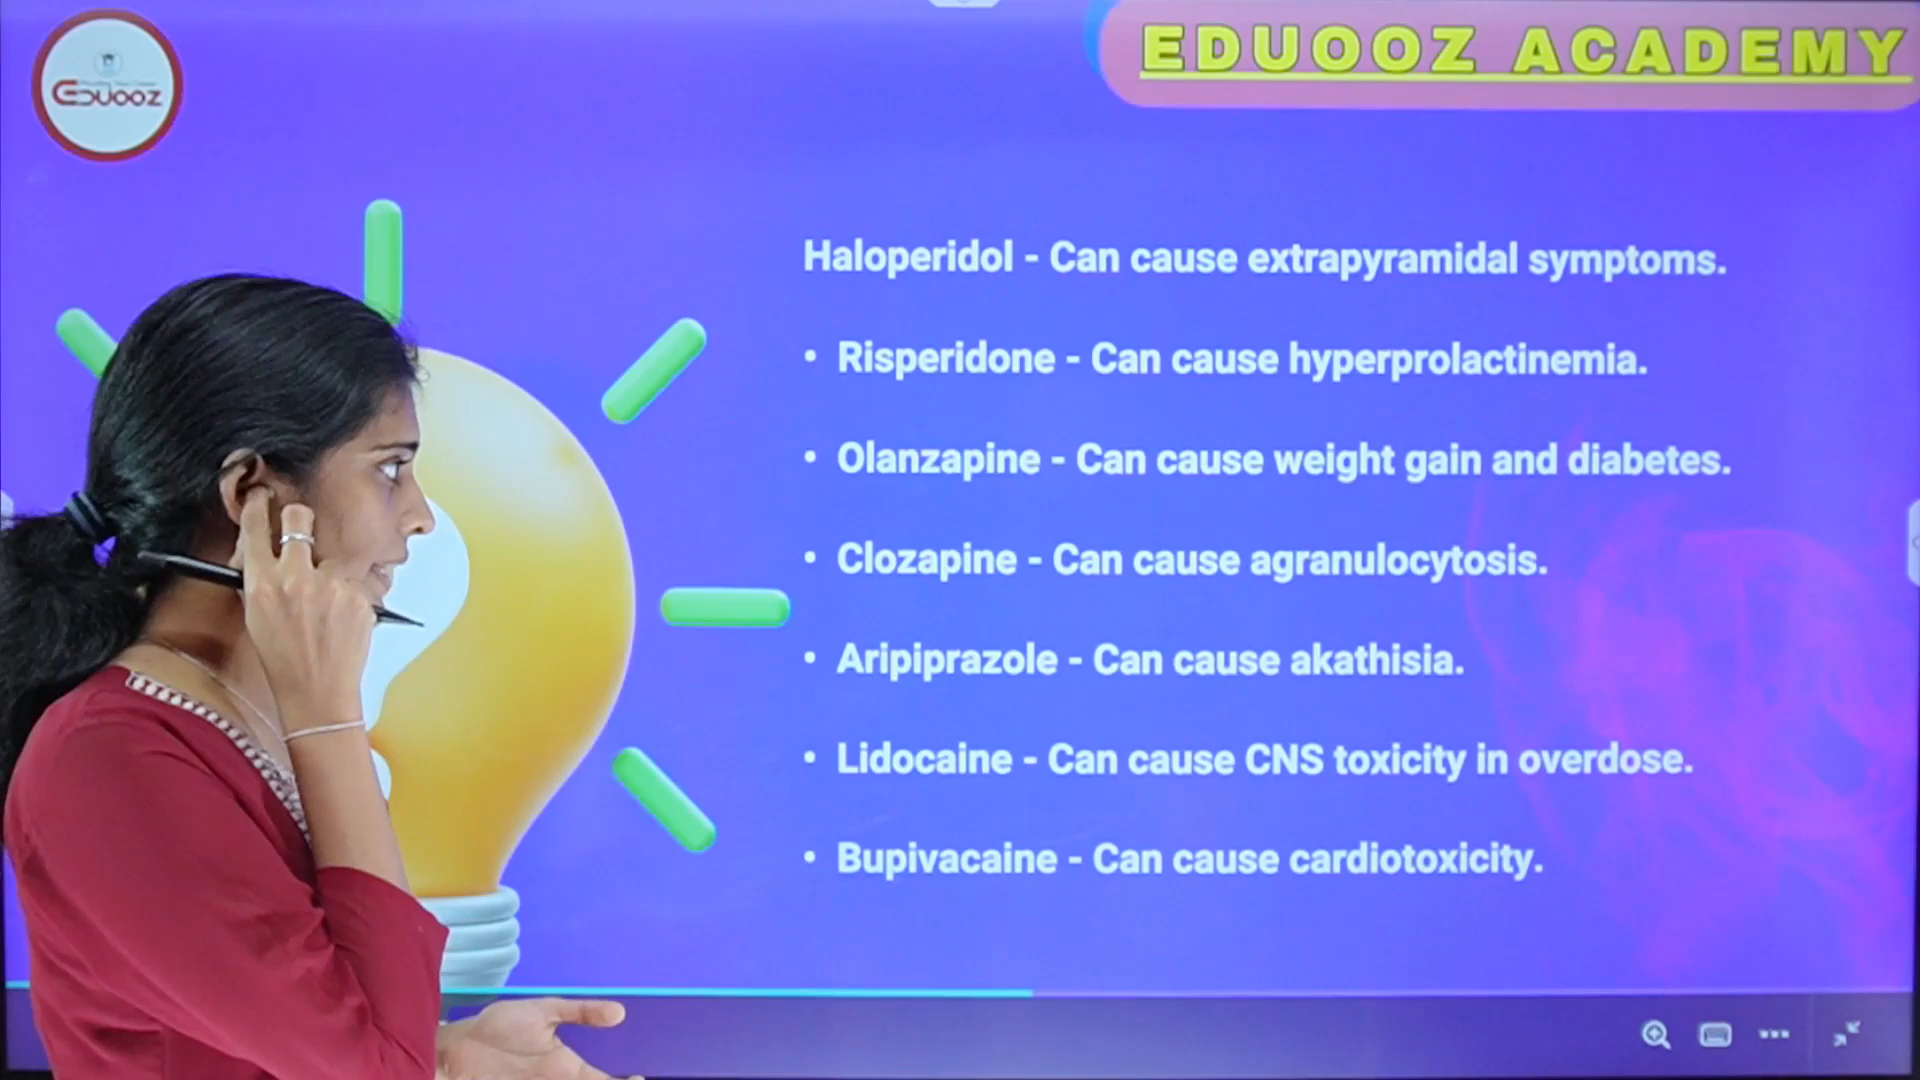 EDUOOZ ACADEMY
EDUOOZ
Haloperidol - Can cause extrapyramidal symptoms.
• Risperidone - Can cause hyperprolactinemia.
• Olanzapine - Can cause weight gain and diabetes.
• Clozapine - Can cause agranulocytosis.
• Aripiprazole - Can cause akathisia.
• Lidocaine - Can cause CNS toxicity in overdose.
• Bupivacaine - Can cause cardiotoxicity.